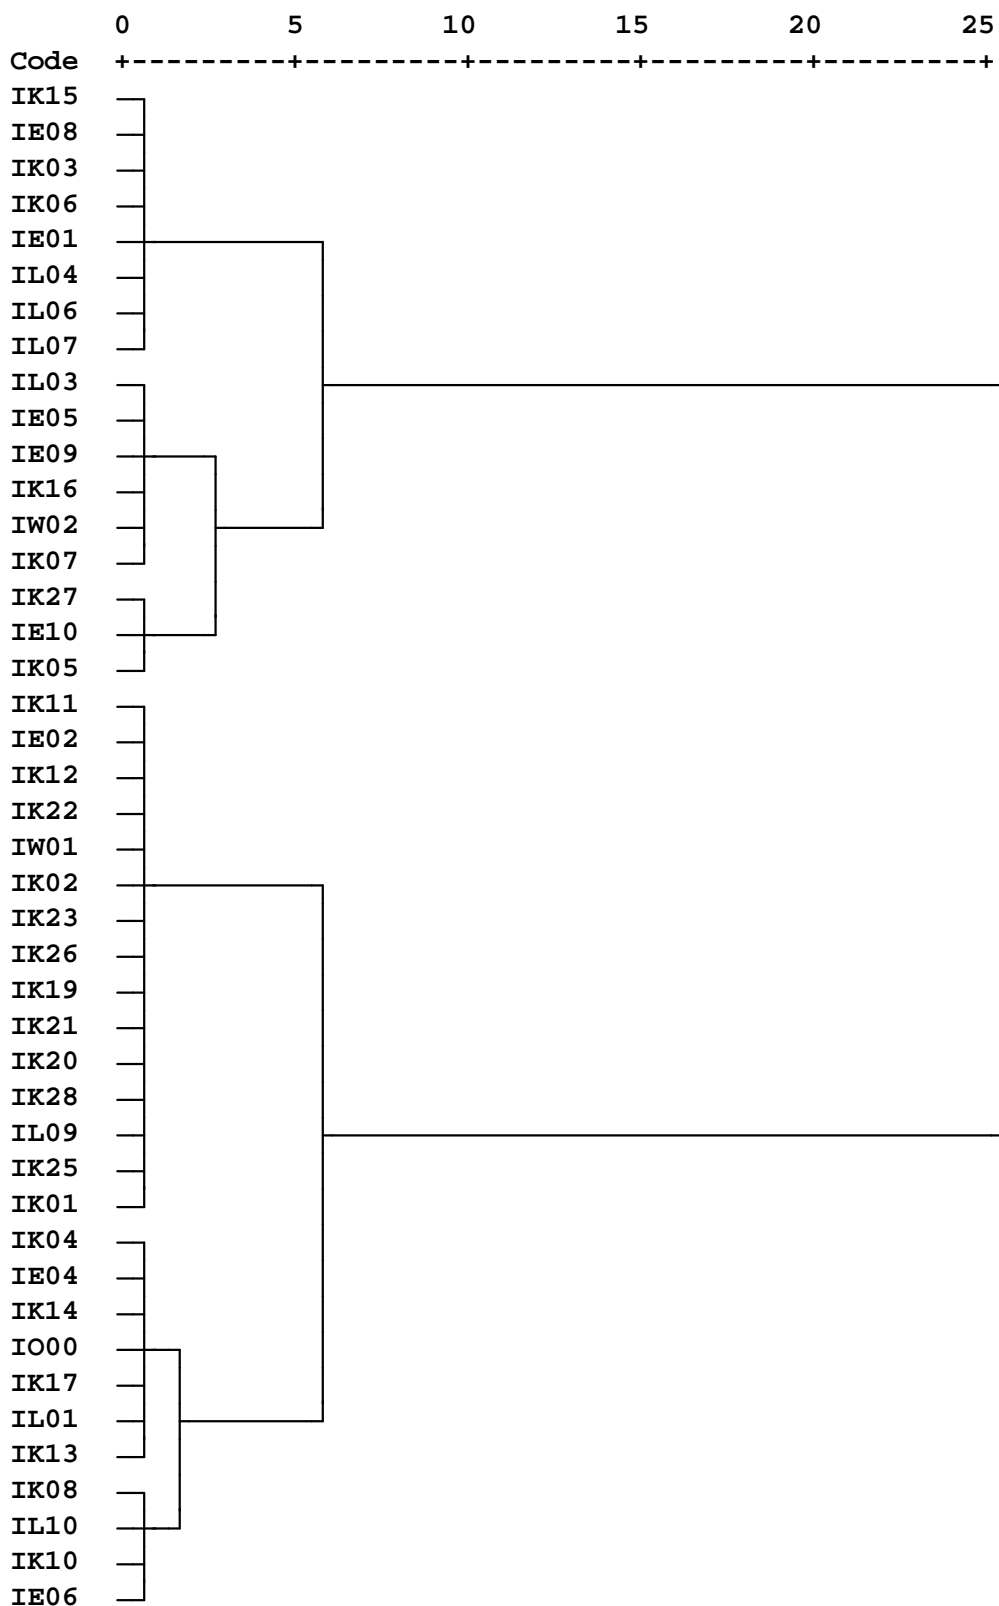 0 5 10 15 20 25
Code +---------+---------+---------+---------+---------+
IK15
IE08
IK03
IK06
IE01
IL04
IL06
IL07
IL03
IE05
IE09
IK16
IW02
IK07
IK27
IE10
IK05
IK11
IE02
IK12
IK22
IW01
IK02
IK23
IK26
IK19
IK21
IK20
IK28
IL09
IK25
IK01
IK04
IE04
IK14
IO00
IK17
IL01
IK13
IK08
IL10
IK10
IE06